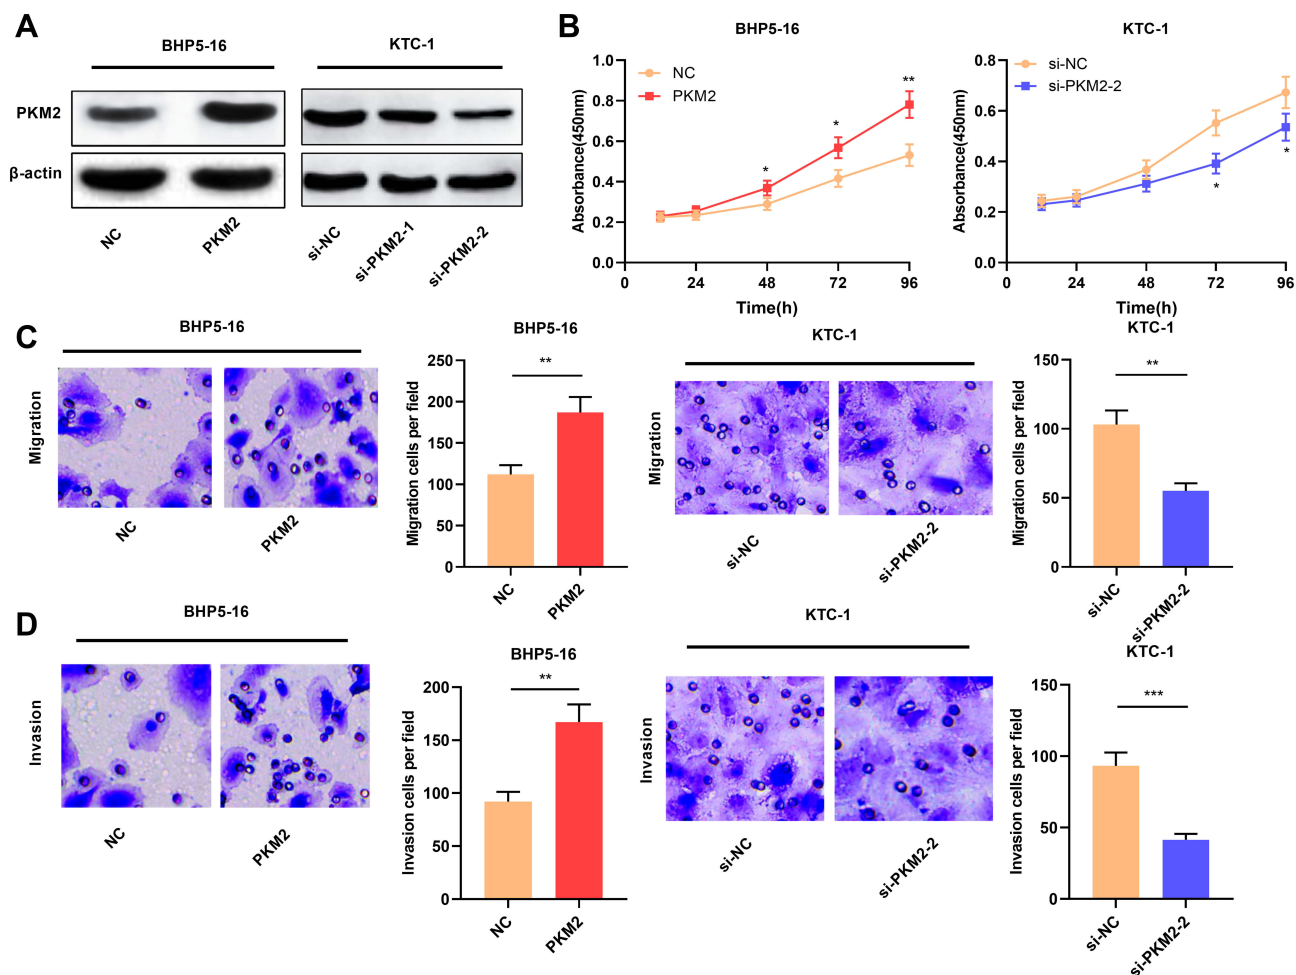 A
BHP5-16
KTC-1
PKM2
β-actin
NC
PKM2
si-NC
si-PKM2-1
si-PKM2-2
B
BHP5-16
Absorbance(450nm)
1.0
0.8
0.6
0.4
0.2
0.0
NC
PKM2
*
*
**
0
24
48
72
96
Time(h)
KTC-1
Absorbance(450nm)
0.8
0.6
0.4
0.2
0.0
si-NC
si-PKM2-2
*
*
0
24
48
72
96
Time(h)
C
BHP5-16
Migration
NC
PKM2
BHP5-16
Migration cells per field
250
200
150
100
50
0
**
NC
PKM2
KTC-1
Migration
si-NC
si-PKM2-2
KTC-1
Migration cells per field
150
100
50
0
**
si-NC
si-PKM2-2
D
BHP5-16
Invasion
NC
PKM2
BHP5-16
Invasion cells per field
200
150
100
50
0
**
NC
PKM2
KTC-1
Invasion
si-NC
si-PKM2-2
KTC-1
Invasion cells per field
150
100
50
0
***
si-NC
si-PKM2-2